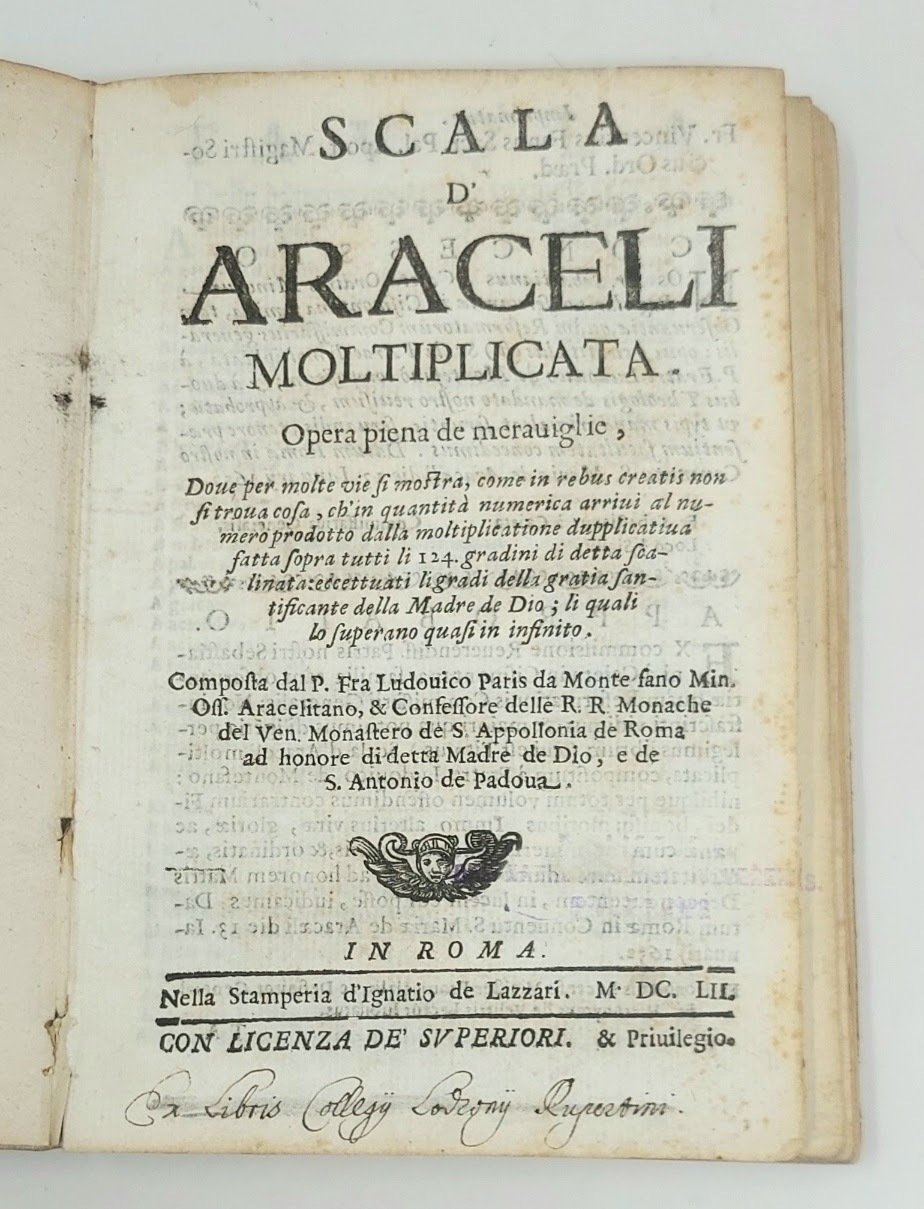 SCALA
D'
ARACELI
MOLTIPLICATA.
Opera piena de merauiglie,
Doue per molte vie ſi moſtra, come in rebus creatis non
ſi troua coſa, ch'in quantità numerica arriui al nu-
mero prodotto dalla moltiplicatione dupplicatiua
fatta ſopra tutti li 124. gradini di detta ſca-
linata: eccettuati li gradi della gratia ſan-
tificante della Madre de Dio; li quali
lo ſuperano quaſi in infinito.
Compoſta dal P. Fra Ludouico Paris da Monte ſano Min.
Oſſ. Aracelitano, & Confeſſore delle R. R. Monache
del Ven. Monaſtero de S. Appollonia de Roma
ad honore di detta Madre de Dio, e de
S. Antonio de Padoua.
IN ROMA.
Nella Stamperia d'Ignatio de Lazzari. M. DC. LII.
CON LICENZA DE' SVPERIORI. & Priuilegio.
Ex Libris Collegij Lodronij Rupertini.